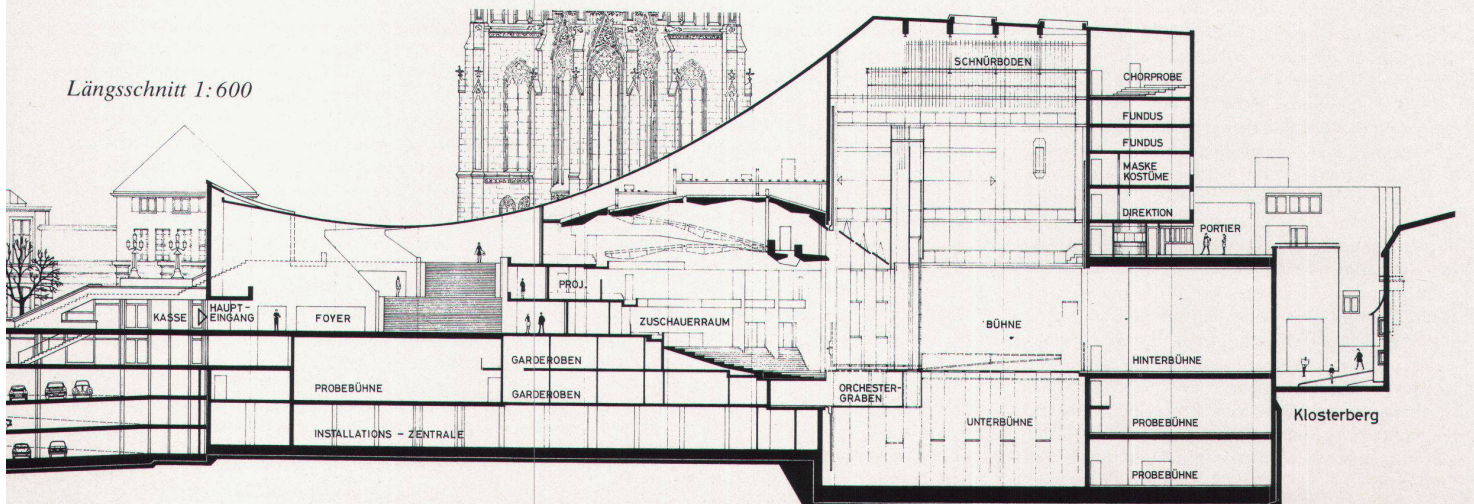 Längsschnitt 1:600
SCHNÜRBODEN
CHORPROBE
FUNDUS
FUNDUS
MASKE
KOSTÜME
DIREKTION
PORTIER
PROJ.
KASSE
HAUPT-
EINGANG
FOYER
ZUSCHAUERRAUM
BÜHNE
HINTERBÜHNE
GARDEROBEN
PROBEBÜHNE
GARDEROBEN
ORCHESTER-
GRABEN
UNTERBÜHNE
PROBEBÜHNE
Klosterberg
INSTALLATIONS - ZENTRALE
PROBEBÜHNE